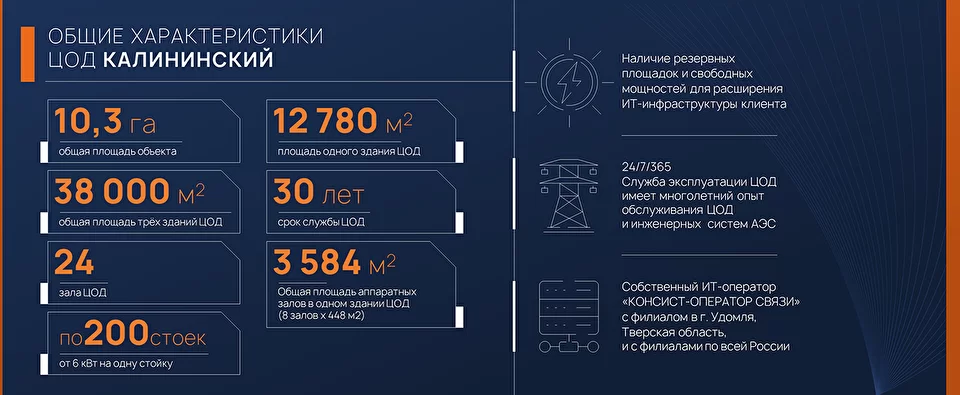 ОБЩИЕ ХАРАКТЕРИСТИКИ
ЦОД КАЛИНИНСКИЙ
10,3 га
общая площадь объекта
12 780 м²
площадь одного здания ЦОД
38 000 м²
общая площадь трёх зданий ЦОД
30 лет
срок службы ЦОД
24
зала ЦОД
3 584 м²
Общая площадь аппаратных
залов в одном здании ЦОД
(8 залов х 448 м2)
по 200 стоек
от 6 кВт на одну стойку
Наличие резервных
площадок и свободных
мощностей для расширения
ИТ-инфраструктуры клиента
24/7/365
Служба эксплуатации ЦОД
имеет многолетний опыт
обслуживания ЦОД
и инженерных систем АЭС
Собственный ИТ-оператор
«КОНСИСТ-ОПЕРАТОР СВЯЗИ»
с филиалом в г. Удомля,
Тверская область,
и с филиалами по всей России